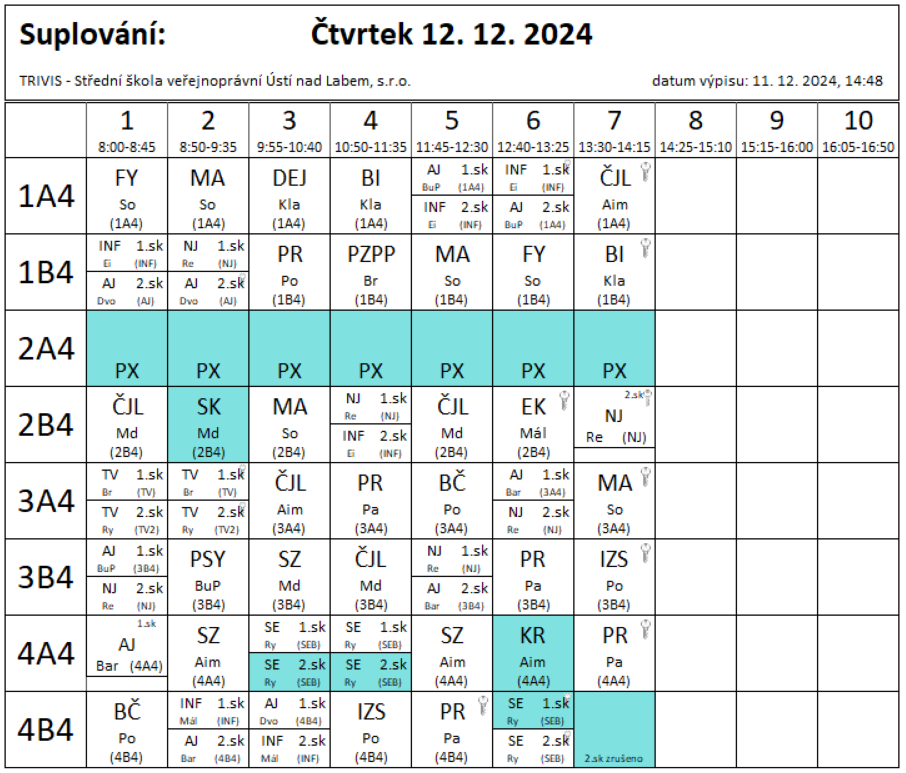 Suplování: Čtvrtek 12. 12. 2024
TRIVIS - Střední škola veřejnoprávní Ústí nad Labem, s.r.o. datum výpisu: 11. 12. 2024, 14:48
1 2 3 4 5 6 7 8 9 10
8:00-8:45 8:50-9:35 9:55-10:40 10:50-11:35 11:45-12:30 12:40-13:25 13:30-14:15 14:25-15:10 15:15-16:00 16:05-16:50
1A4
FY So (1A4)
MA So (1A4)
DEJ Kla (1A4)
BI Kla (1A4)
AJ 1.sk BuP (1A4)
INF 2.sk Ei (INF)
INF 1.sk Ei (INF)
AJ 2.sk BuP (1A4)
ČJL Aim (1A4)
1B4
INF 1.sk Ei (INF)
AJ 2.sk Dvo (AJ)
NJ 1.sk Re (NJ)
AJ 2.sk Dvo (AJ)
PR Po (1B4)
PZPP Br (1B4)
MA So (1B4)
FY So (1B4)
BI Kla (1B4)
2A4
PX PX PX PX PX PX PX
2B4
ČJL Md (2B4)
SK Md (2B4)
MA So (2B4)
NJ 1.sk Re (NJ)
INF 2.sk Ei (INF)
ČJL Md (2B4)
EK Mál (2B4)
2.sk NJ Re (NJ)
3A4
TV 1.sk Br (TV)
TV 2.sk Ry (TV2)
TV 1.sk Br (TV)
TV 2.sk Ry (TV2)
ČJL Aim (3A4)
PR Pa (3A4)
BČ Po (3A4)
AJ 1.sk Bar (3A4)
NJ 2.sk Re (NJ)
MA So (3A4)
3B4
AJ 1.sk BuP (3B4)
NJ 2.sk Re (NJ)
PSY BuP (3B4)
SZ Md (3B4)
ČJL Md (3B4)
NJ 1.sk Re (NJ)
AJ 2.sk Bar (3B4)
PR Pa (3B4)
IZS Po (3B4)
4A4
1.sk AJ Bar (4A4)
SZ Aim (4A4)
SE 1.sk Ry (SEB)
SE 2.sk Ry (SEB)
SE 1.sk Ry (SEB)
SE 2.sk Ry (SEB)
SZ Aim (4A4)
KR Aim (4A4)
PR Pa (4A4)
4B4
BČ Po (4B4)
INF 1.sk Mál (INF)
AJ 2.sk Bar (4B4)
AJ 1.sk Dvo (4B4)
INF 2.sk Mál (INF)
IZS Po (4B4)
PR Pa (4B4)
SE 1.sk Ry (SEB)
SE 2.sk Ry (SEB)
2.sk zrušeno